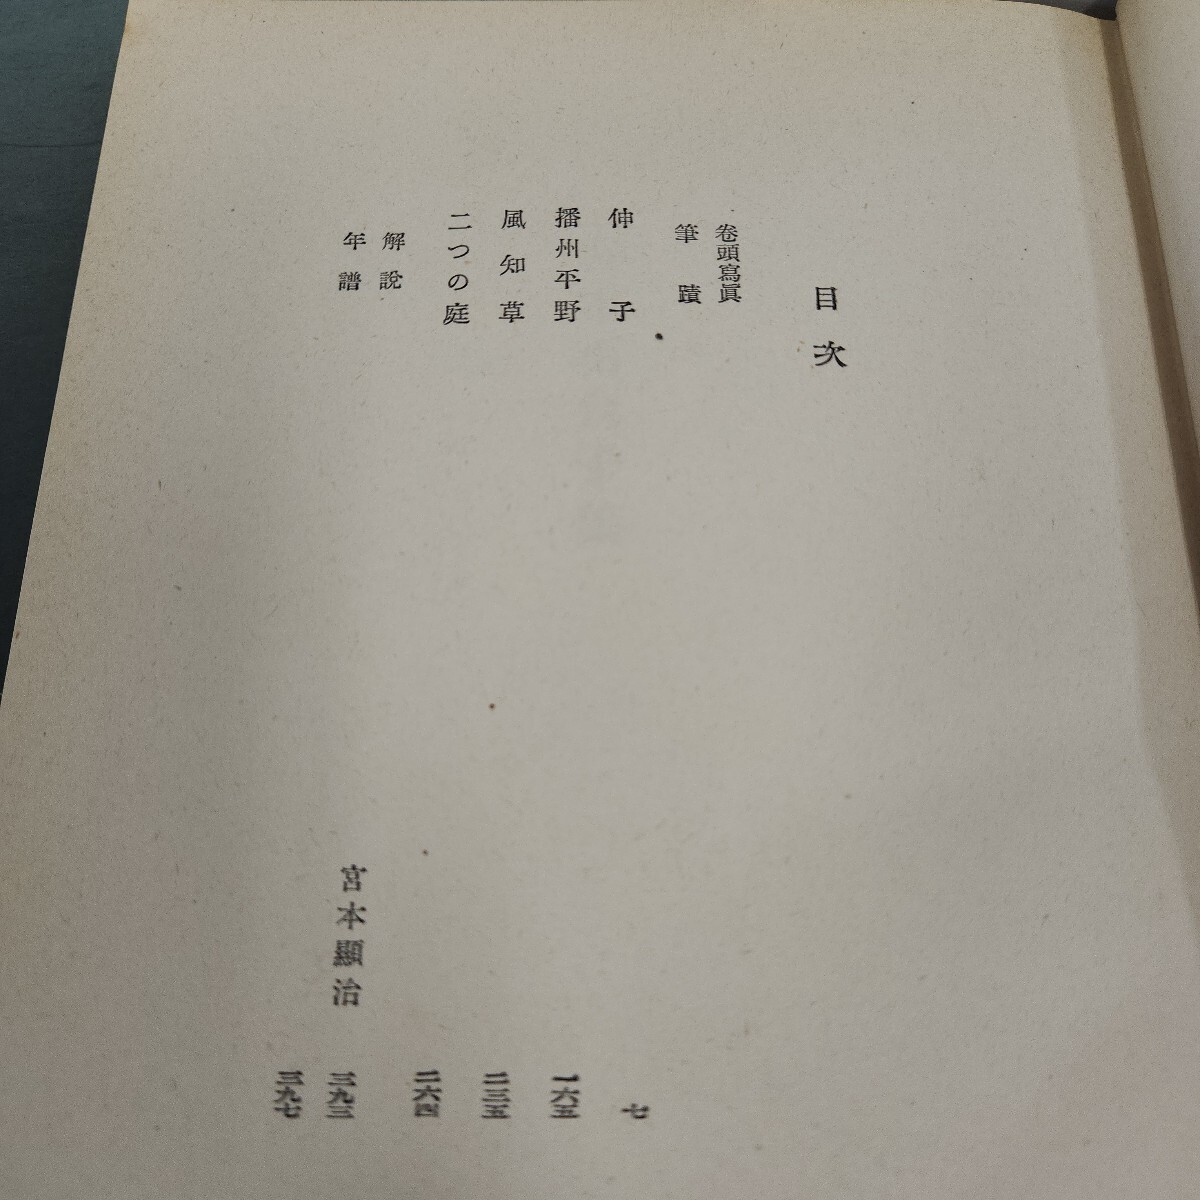 目次
卷頭寫眞
筆蹟
伸子 七
播州平野 一六五
風知草 二三五
二つの庭 二六四
解說 宮本顯治 三九三
年譜 三九七